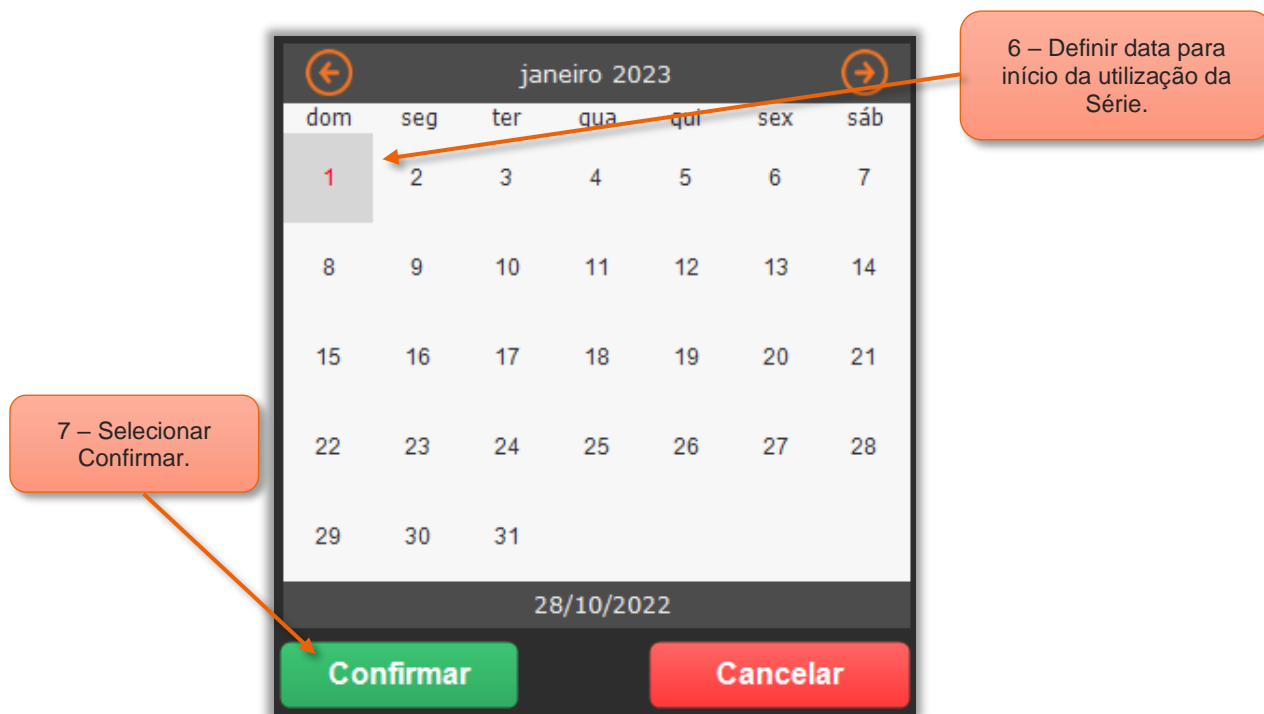 6 – Definir data para
início da utilização da
Série.
janeiro 2023
dom seg ter qua qui sex sáb
1 2 3 4 5 6 7
8 9 10 11 12 13 14
15 16 17 18 19 20 21
22 23 24 25 26 27 28
29 30 31
7 – Selecionar
Confirmar.
28/10/2022
Confirmar Cancelar